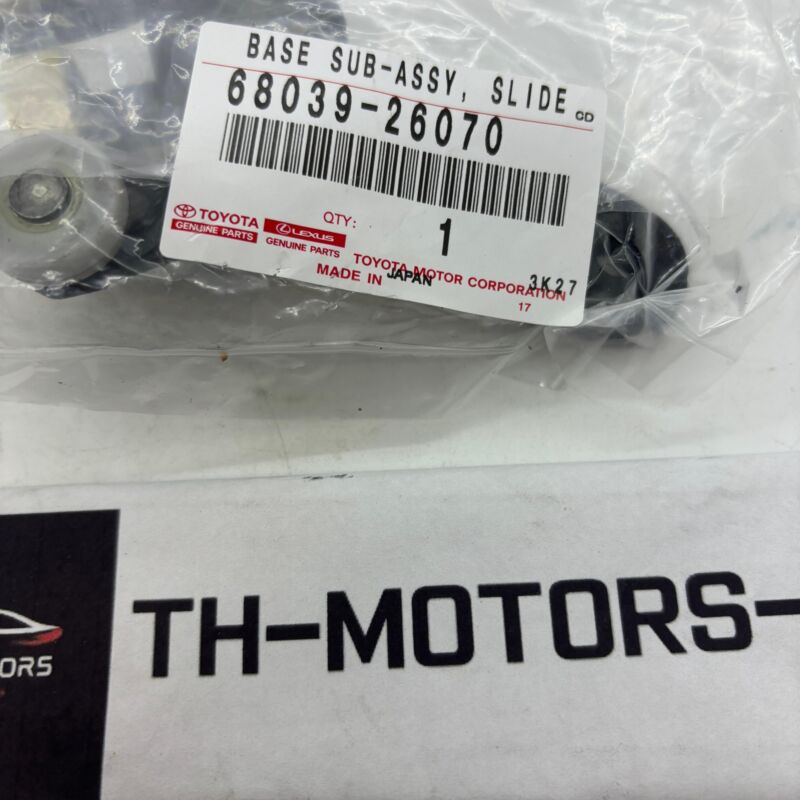 BASE SUB-ASSY, SLIDE
68039-26070 CD
TOYOTA
GENUINE PARTS
LEXUS
GENUINE PARTS
QTY: 1
TOYOTA MOTOR CORPORATION
MADE IN JAPAN
3K27
17
ORS
TH-MOTORS-